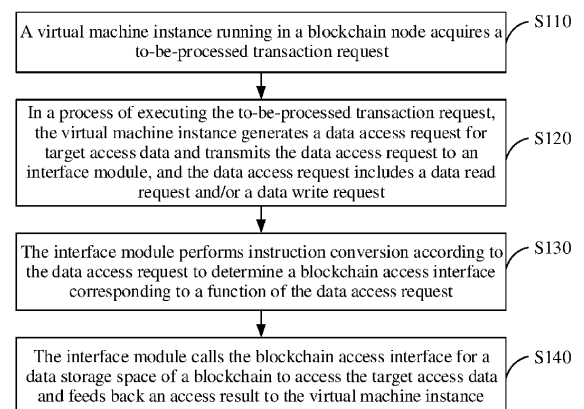 A virtual machine instance running in a blockchain node acquires a
to-be-processed transaction request
S110
In a process of executing the to-be-processed transaction request,
the virtual machine instance generates a data access request for
target access data and transmits the data access request to an
interface module, and the data access request includes a data read
request and/or a data write request
S120
The interface module performs instruction conversion according to
the data access request to determine a blockchain access interface
corresponding to a function of the data access request
S130
The interface module calls the blockchain access interface for a
data storage space of a blockchain to access the target access data
and feeds back an access result to the virtual machine instance
S140